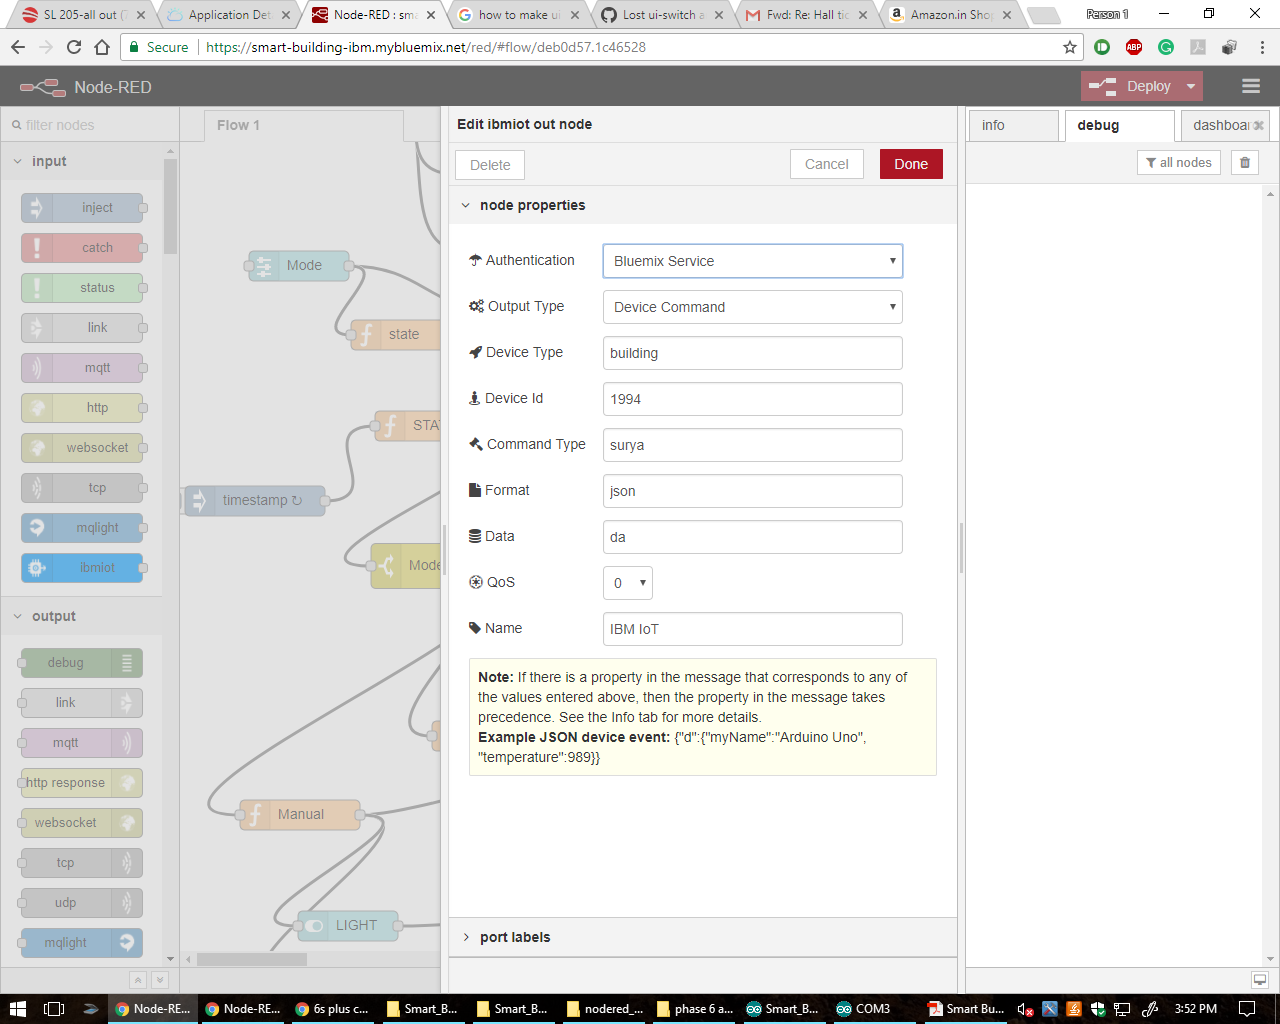 SL 205-all out (T
Application Det
Node-RED : sma
how to make u
Lost ui-switch a
Fwd: Re: Hall tic
Amazon.in Shop
Person 1
Secure
https://smart-building-ibm.mybluemix.net/red/#flow/deb0d57.1c46528
ABP
Node-RED
Deploy
filter nodes
Flow 1
Edit ibmiot out node
info
debug
dashboar
Delete
Cancel
Done
all nodes
input
inject
catch
status
link
mqtt
http
websocket
tcp
mqlight
ibmiot
output
debug
link
mqtt
http response
websocket
tcp
udp
mqlight
Mode
state
STA
timestamp ↻
Mode
Manual
LIGHT
node properties
Authentication
Bluemix Service
Output Type
Device Command
Device Type
building
Device Id
1994
Command Type
surya
Format
json
Data
da
QoS
0
Name
IBM IoT
Note: If there is a property in the message that corresponds to any of
the values entered above, then the property in the message takes
precedence. See the Info tab for more details.
Example JSON device event: {"d":{"myName":"Arduino Uno",
"temperature":989}}
port labels
Node-RE...
Node-RE...
6s plus c...
Smart_B...
Smart_B...
nodered_...
phase 6 a...
Smart_B...
COM3
Smart Bu...
3:52 PM